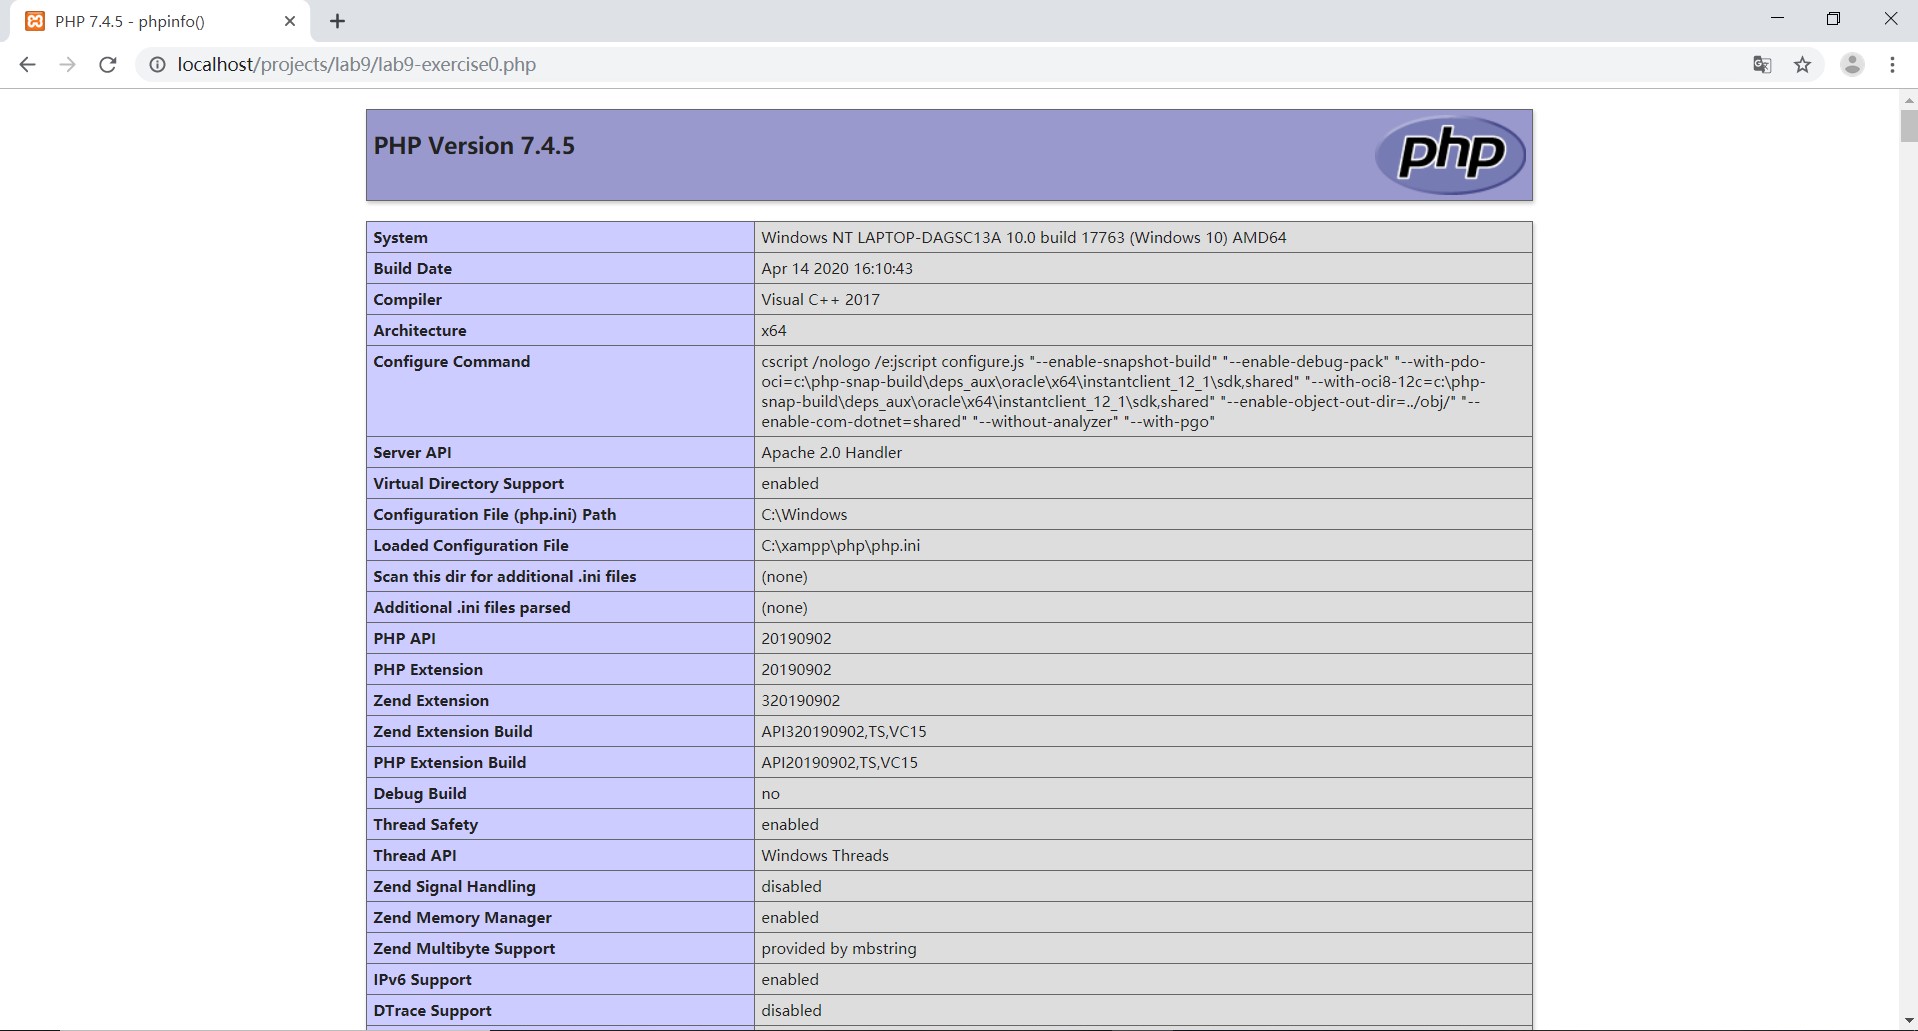 PHP 7.4.5 - phpinfo()
localhost/projects/lab9/lab9-exercise0.php
PHP Version 7.4.5
php
System Windows NT LAPTOP-DAGSC13A 10.0 build 17763 (Windows 10) AMD64
Build Date Apr 14 2020 16:10:43
Compiler Visual C++ 2017
Architecture x64
Configure Command cscript /nologo /e:jscript configure.js "--enable-snapshot-build" "--enable-debug-pack" "--with-pdo-
oci=c:\php-snap-build\deps_aux\oracle\x64\instantclient_12_1\sdk,shared" "--with-oci8-12c=c:\php-
snap-build\deps_aux\oracle\x64\instantclient_12_1\sdk,shared" "--enable-object-out-dir=../obj/" "--
enable-com-dotnet=shared" "--without-analyzer" "--with-pgo"
Server API Apache 2.0 Handler
Virtual Directory Support enabled
Configuration File (php.ini) Path C:\Windows
Loaded Configuration File C:\xampp\php\php.ini
Scan this dir for additional .ini files (none)
Additional .ini files parsed (none)
PHP API 20190902
PHP Extension 20190902
Zend Extension 320190902
Zend Extension Build API320190902,TS,VC15
PHP Extension Build API20190902,TS,VC15
Debug Build no
Thread Safety enabled
Thread API Windows Threads
Zend Signal Handling disabled
Zend Memory Manager enabled
Zend Multibyte Support provided by mbstring
IPv6 Support enabled
DTrace Support disabled